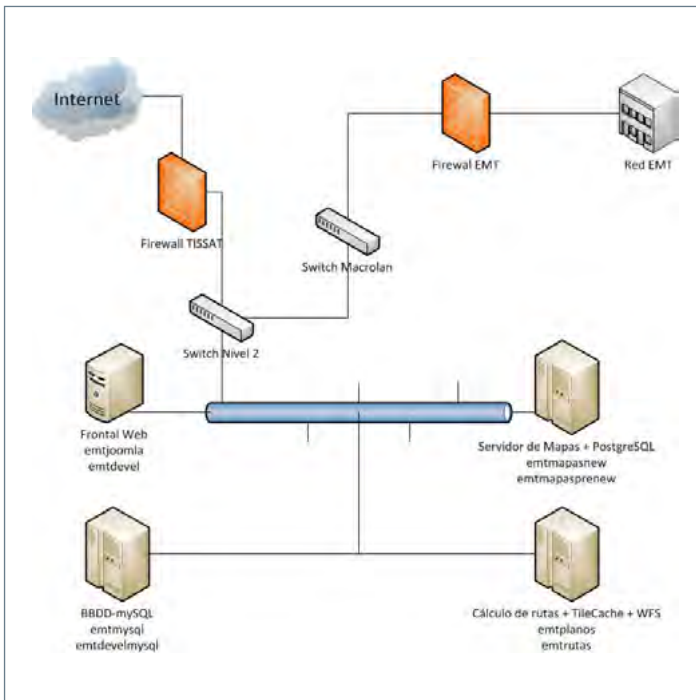 Internet
Firewal EMT
Red EMT
Firewall TISSAT
Switch Macrolan
Switch Nivel 2
Frontal Web
emtjoomla
emtdevel
Servidor de Mapas + PostgreSQL
emtmapasnew
emtmapasprenew
BBDD-mySQL
emtmysql
emtdevelmysql
Cálculo de rutas + TileCache + WFS
emtplanos
emtrutas